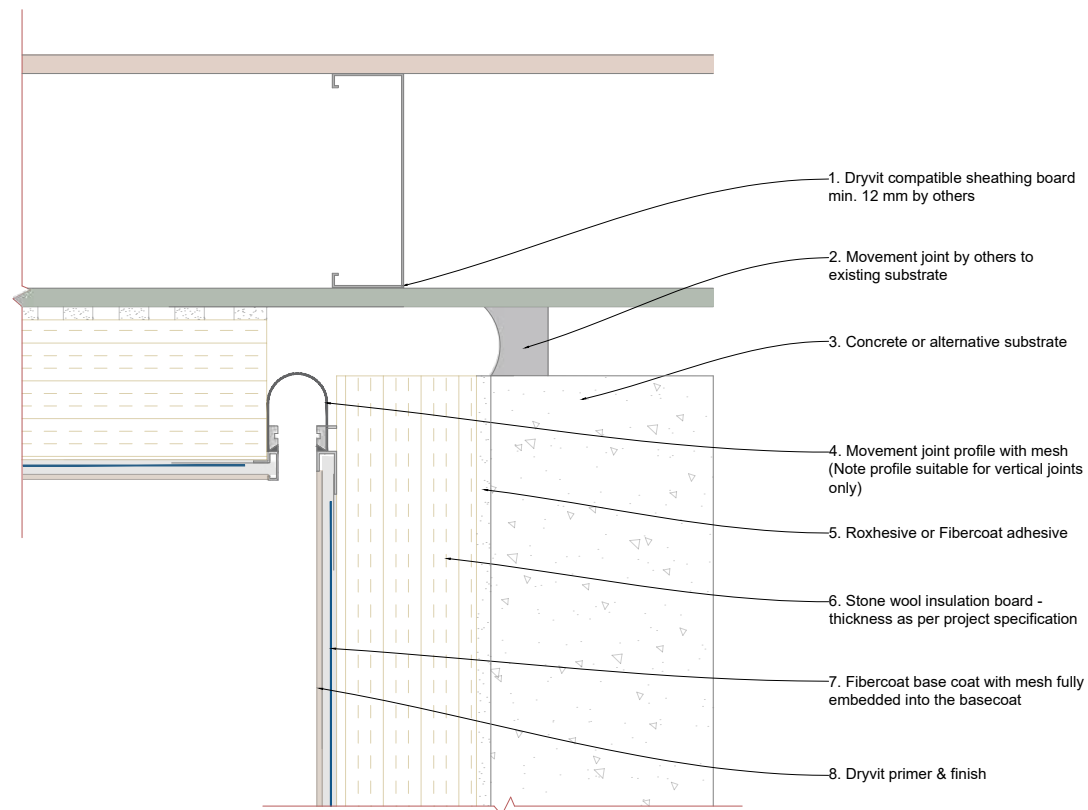 1. Dryvit compatible sheathing board
min. 12 mm by others
2. Movement joint by others to
existing substrate
3. Concrete or alternative substrate
4. Movement joint profile with mesh
(Note profile suitable for vertical joints
only)
5. Roxhesive or Fibercoat adhesive
6. Stone wool insulation board -
thickness as per project specification
7. Fibercoat base coat with mesh fully
embedded into the basecoat
8. Dryvit primer & finish